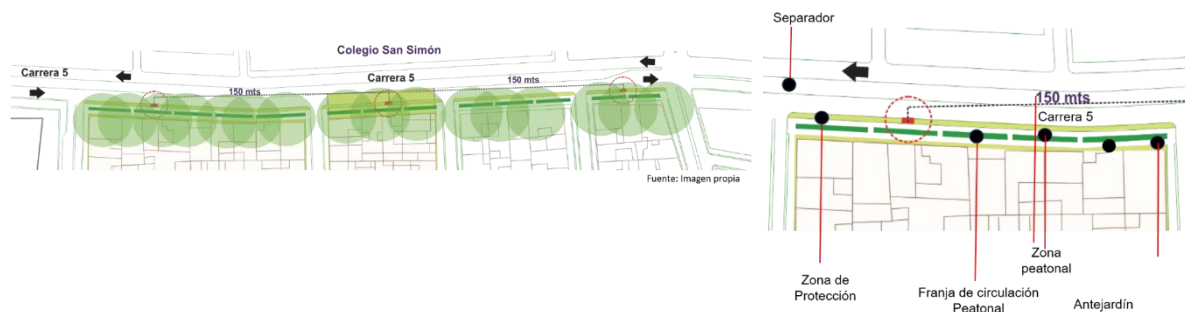 Colegio San Simón
Carrera 5
Carrera 5
150 mts
150 mts
Fuente: Imagen propia
Separador
150 mts
Carrera 5
Zona de
Protección
Franja de circulación
Peatonal
Zona
peatonal
Antejardín